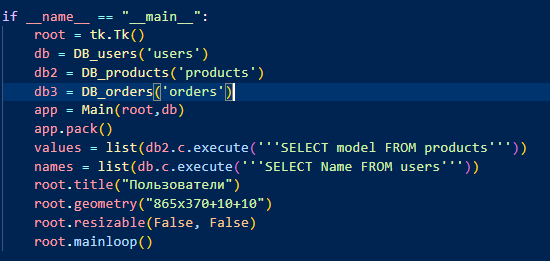 if __name__ == "__main__":
    root = tk.Tk()
    db = DB_users('users')
    db2 = DB_products('products')
    db3 = DB_orders('orders')
    app = Main(root,db)
    app.pack()
    values = list(db2.c.execute('''SELECT model FROM products'''))
    names = list(db.c.execute('''SELECT Name FROM users'''))
    root.title("Пользователи")
    root.geometry("865x370+10+10")
    root.resizable(False, False)
    root.mainloop()